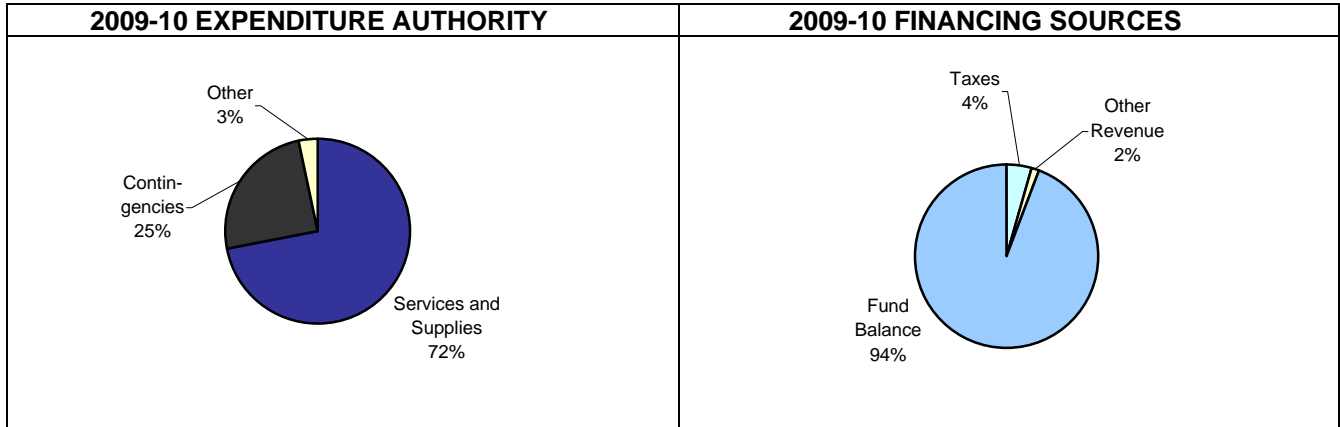 2009-10 EXPENDITURE AUTHORITY
Other
3%
Contin-
gencies
25%
Services and
Supplies
72%
2009-10 FINANCING SOURCES
Taxes
4%
Other
Revenue
2%
Fund
Balance
94%